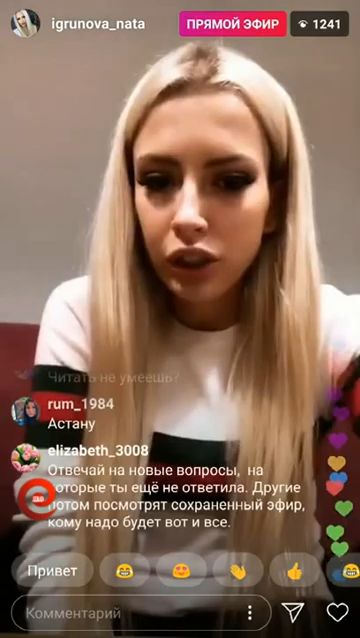 igrunova_nata
ПРЯМОЙ ЭФИР
1241
Читать не умеешь?
rum_1984
Астану
elizabeth_3008
Отвечай на новые вопросы, на
которые ты ещё не ответила. Другие
потом посмотрят сохраненный эфир,
кому надо будет вот и все.
Привет
Комментарий